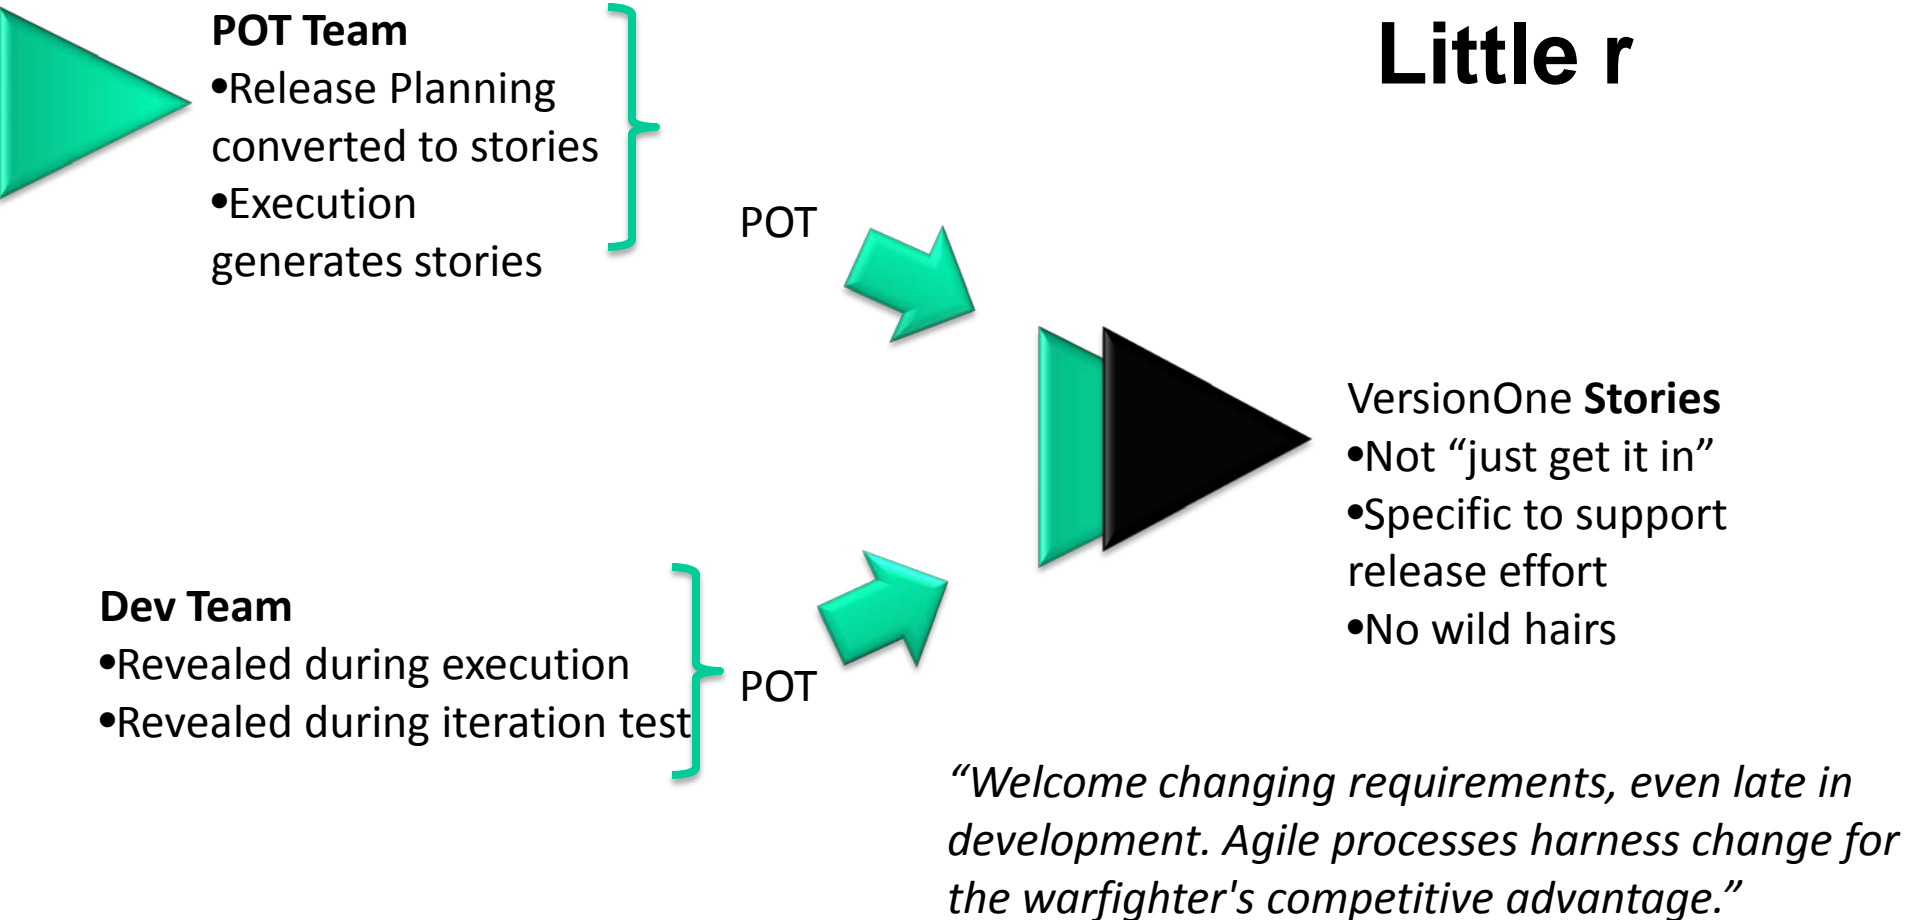 Little r
POT Team
•Release Planning
converted to stories
•Execution
generates stories
POT
VersionOne Stories
•Not “just get it in”
•Specific to support
release effort
•No wild hairs
Dev Team
•Revealed during execution
•Revealed during iteration test
POT
“Welcome changing requirements, even late in
development. Agile processes harness change for
the warfighter's competitive advantage.”